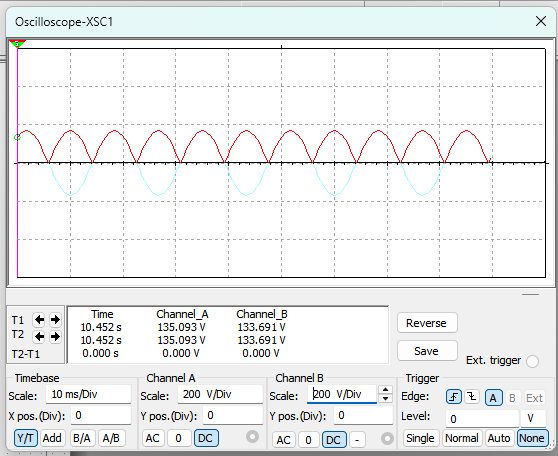 Oscilloscope-XSC1
Time Channel_A Channel_B
T1 10.452 s 135.093 V 133.691 V
T2 10.452 s 135.093 V 133.691 V
T2-T1 0.000 s 0.000 V 0.000 V
Reverse
Save
Ext. trigger
Timebase
Scale: 10 ms/Div
X pos.(Div): 0
Y/T Add B/A A/B
Channel A
Scale: 200 V/Div
Y pos.(Div): 0
AC 0 DC
Channel B
Scale: 200 V/Div
Y pos.(Div): 0
AC 0 DC -
Trigger
Edge: A B Ext
Level: 0 V
Single Normal Auto None